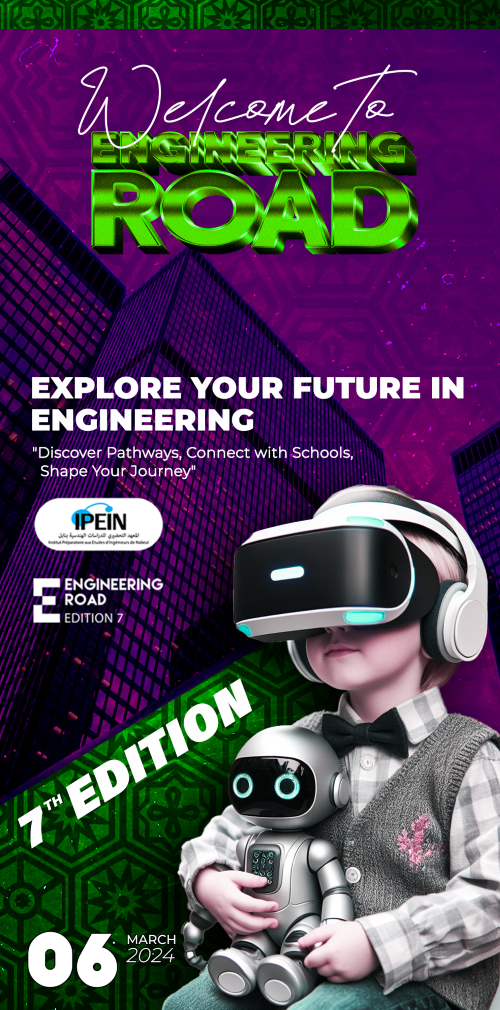 Welcome To
ENGINEERING
ROAD
EXPLORE YOUR FUTURE IN
ENGINEERING
"Discover Pathways, Connect with Schools,
Shape Your Journey"
IPEIN
المعهد التحضيري للدراسات الهندسية بنابل
Institut Préparatoire aux Etudes d'Ingénieurs de Nabeul
ENGINEERING
ROAD
EDITION 7
7TH EDITION
06. MARCH
2024